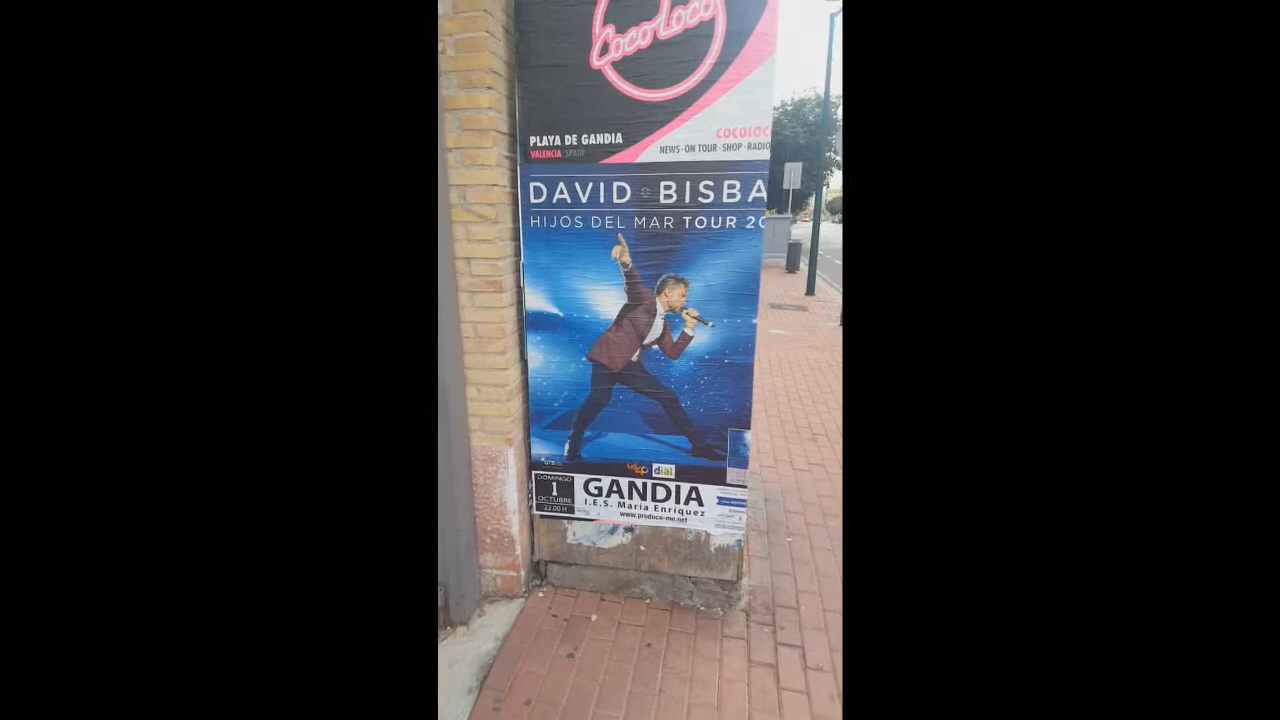 CocoLoco
PLAYA DE GANDIA
VALENCIA SPAIN
COCOLOC
NEWS·ON TOUR·SHOP·RADIO
DAVID BISBA
HIJOS DEL MAR TOUR 20
dial
DOMINGO
1
OCTUBRE
22.00 H
GANDIA
I.E.S. María Enríquez
www.produce-me.net